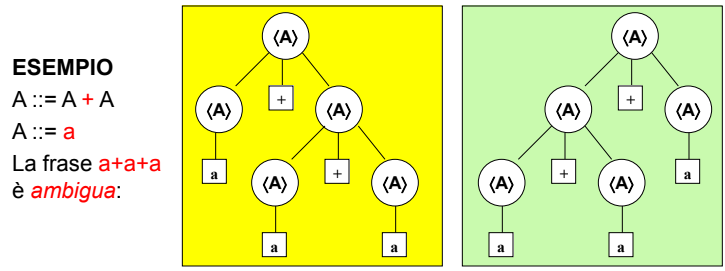 ESEMPIO
A ::= A + A
A ::= a
La frase a+a+a
è ambigua:
⟨A⟩
⟨A⟩ + ⟨A⟩
a ⟨A⟩ + ⟨A⟩
a a
⟨A⟩
⟨A⟩ + ⟨A⟩
⟨A⟩ + ⟨A⟩ a
a a